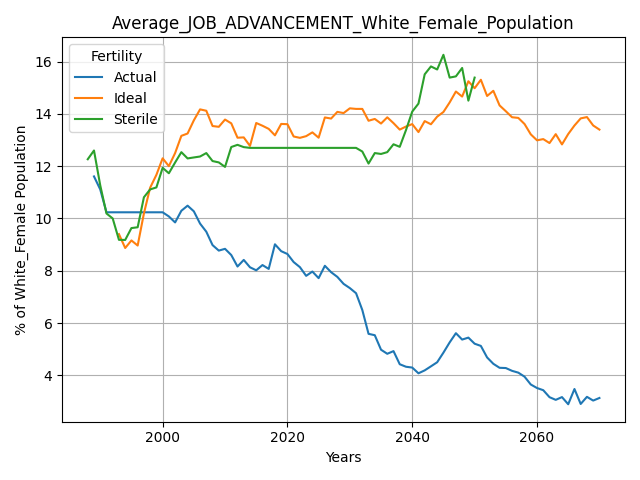 Average_JOB_ADVANCEMENT_White_Female_Population
Fertility
Actual
Ideal
Sterile
% of White_Female Population
16
14
12
10
8
6
4
2000
2020
2040
2060
Years